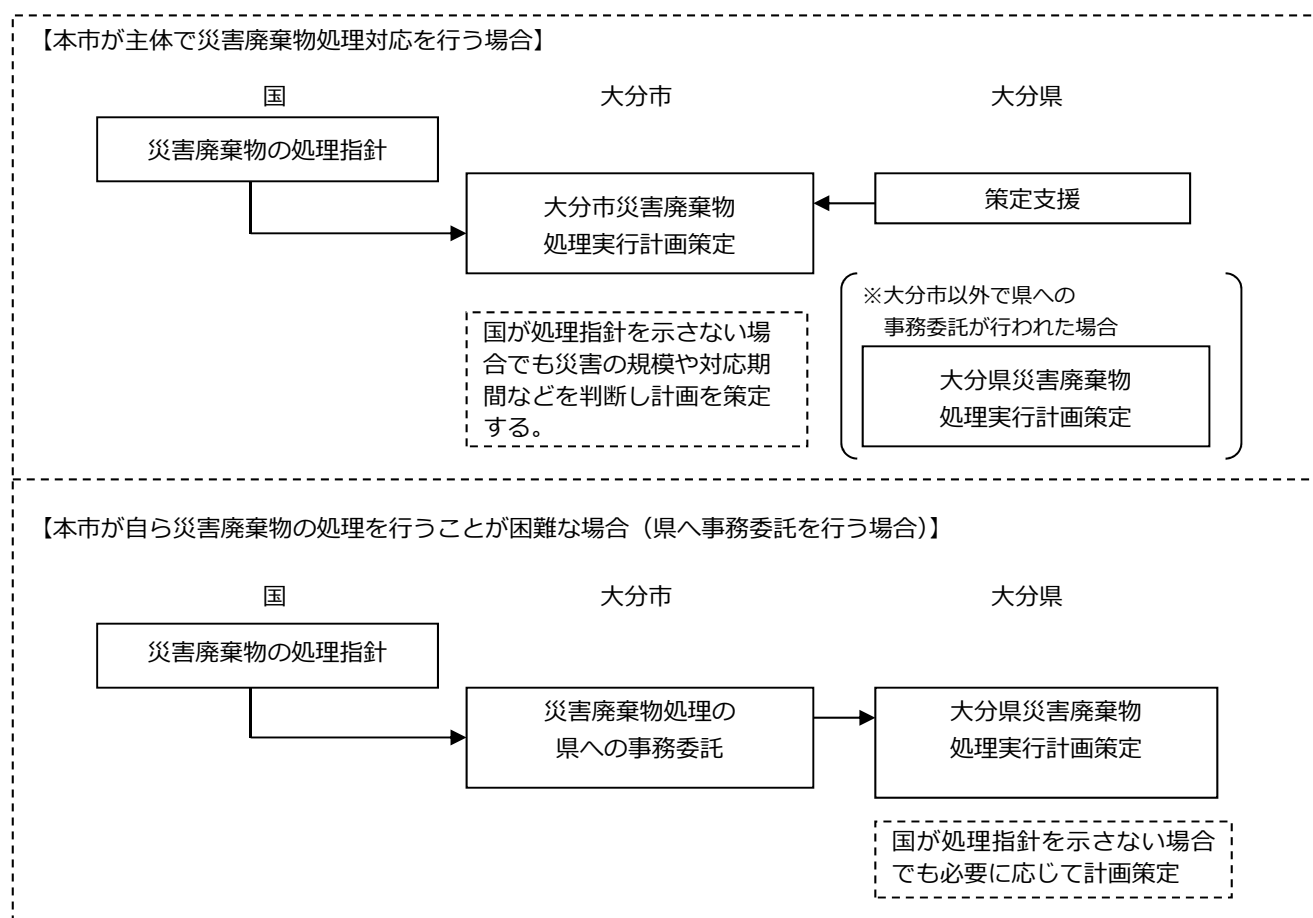 【本市が主体で災害廃棄物処理対応を行う場合】
国
大分市
大分県
災害廃棄物の処理指針
大分市災害廃棄物
処理実行計画策定
策定支援
国が処理指針を示さない場
合でも災害の規模や対応期
間などを判断し計画を策定
する。
※大分市以外で県への
事務委託が行われた場合
大分県災害廃棄物
処理実行計画策定
【本市が自ら災害廃棄物の処理を行うことが困難な場合（県へ事務委託を行う場合）】
国
大分市
大分県
災害廃棄物の処理指針
災害廃棄物処理の
県への事務委託
大分県災害廃棄物
処理実行計画策定
国が処理指針を示さない場合
でも必要に応じて計画策定